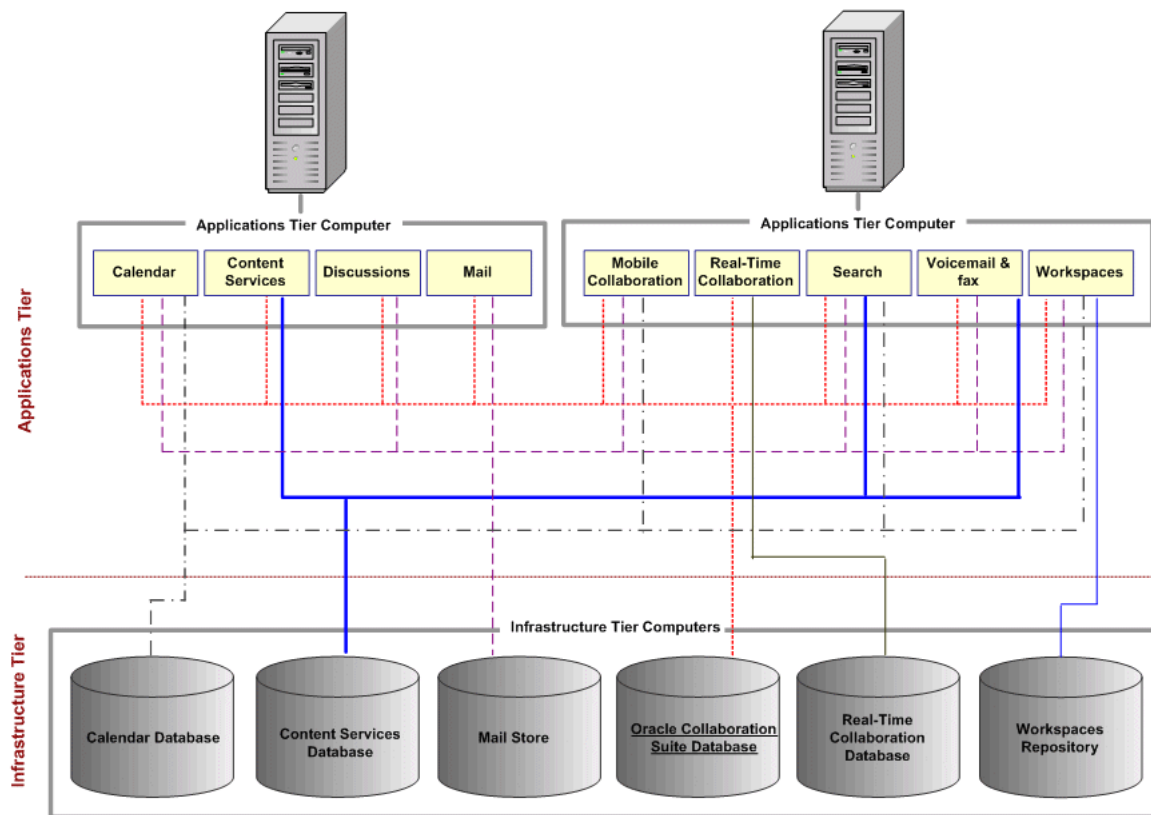 Applications Tier Computer
Applications Tier Computer
Calendar
Content
Services
Discussions
Mail
Mobile
Collaboration
Real-Time
Collaboration
Search
Voicemail &
fax
Workspaces
Applications Tier
Infrastructure Tier
Infrastructure Tier Computers
Calendar Database
Content Services
Database
Mail Store
Oracle Collaboration
Suite Database
Real-Time
Collaboration
Database
Workspaces
Repository